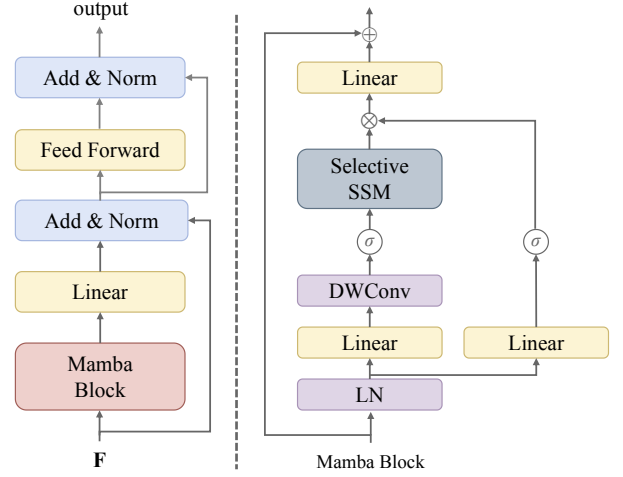 output
Add & Norm
Feed Forward
Add & Norm
Linear
Mamba
Block
F
Linear
Selective
SSM
σ
σ
DWConv
Linear
Linear
LN
Mamba Block